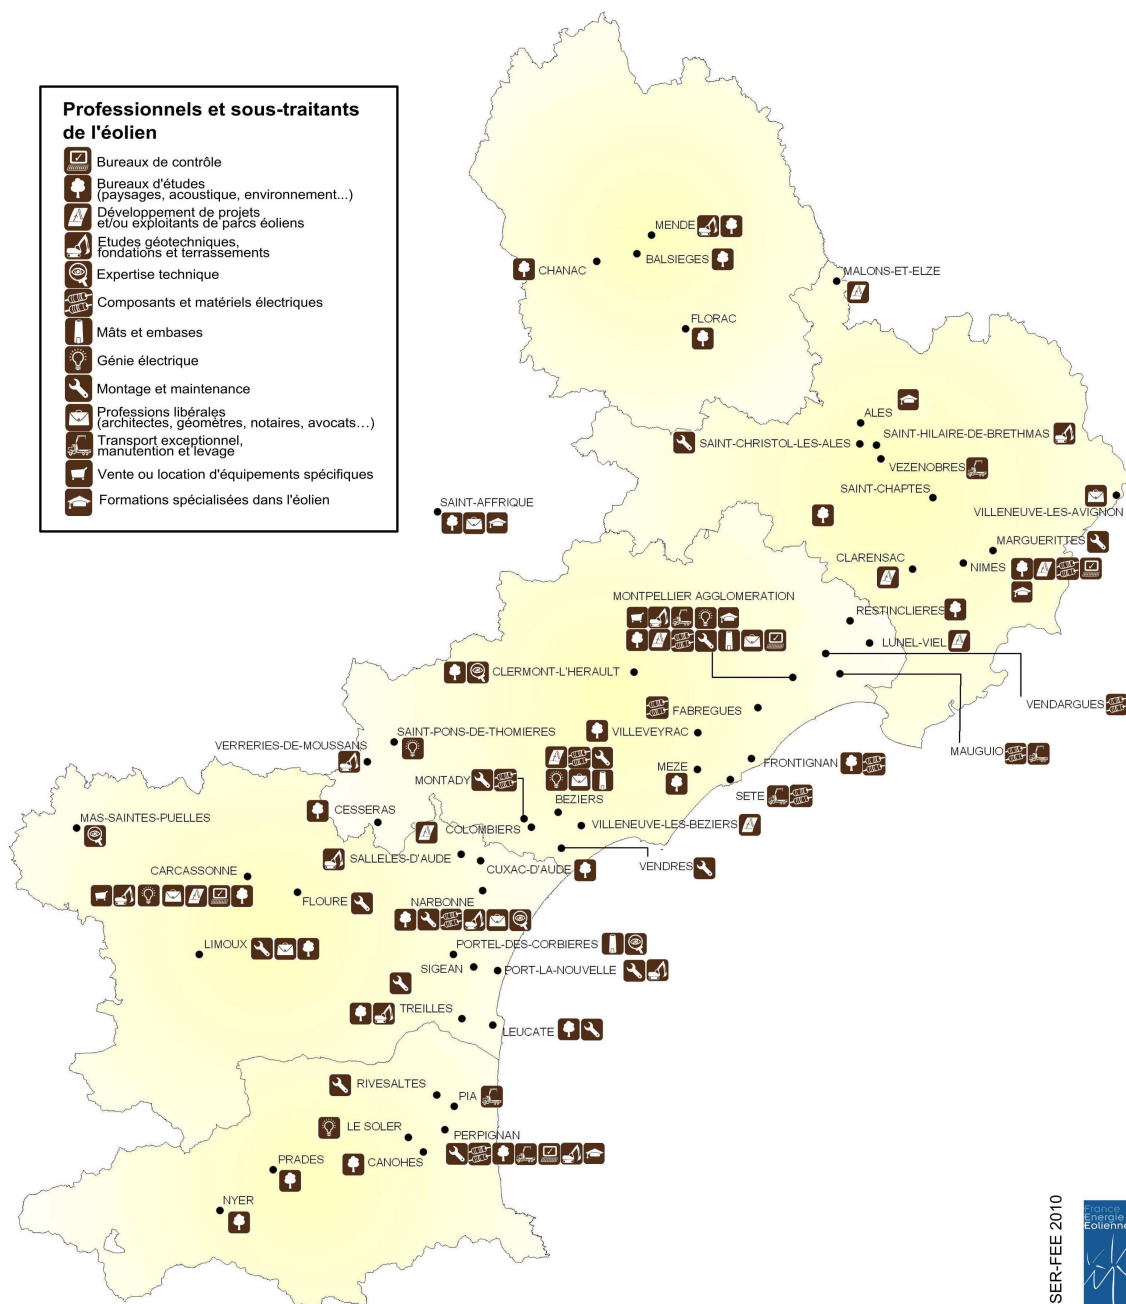 Professionnels et sous-traitants
de l'éolien
Bureaux de contrôle
Bureaux d'études
(paysages, acoustique, environnement...)
Développement de projets
et/ou exploitants de parcs éoliens
Etudes géotechniques,
fondations et terrassements
Expertise technique
Composants et matériels électriques
Mâts et embases
Génie électrique
Montage et maintenance
Professions libérales
(architectes, géomètres, notaires, avocats…)
Transport exceptionnel,
manutention et levage
Vente ou location d'équipements spécifiques
Formations spécialisées dans l'éolien
MENDE
BALSIEGES
CHANAC
MALONS-ET-ELZE
FLORAC
ALES
SAINT-CHRISTOL-LES-ALES
SAINT-HILAIRE-DE-BRETHMAS
VEZENOBRES
SAINT-CHAPTES
SAINT-AFFRIQUE
VILLENEUVE-LES-AVIGNON
MARGUERITTES
CLARENSAC
NIMES
MONTPELLIER AGGLOMERATION
RESTINCLIERES
LUNEL-VIEL
CLERMONT-L'HERAULT
VENDARGUES
FABREGUES
SAINT-PONS-DE-THOMIERES
VILLEVEYRAC
VERRERIES-DE-MOUSSANS
MAUGUIO
FRONTIGNAN
MEZE
MONTADY
SETE
BEZIERS
CESSERAS
MAS-SAINTES-PUELLES
COLOMBIERS
VILLENEUVE-LES-BEZIERS
SALLELES-D'AUDE
CUXAC-D'AUDE
VENDRES
CARCASSONNE
FLOURE
NARBONNE
LIMOUX
PORTEL-DES-CORBIERES
SIGEAN
PORT-LA-NOUVELLE
TREILLES
LEUCATE
RIVESALTES
PIA
LE SOLER
PERPIGNAN
CANOHES
PRADES
NYER
SER-FEE 2010
France
Energie
Eolienne